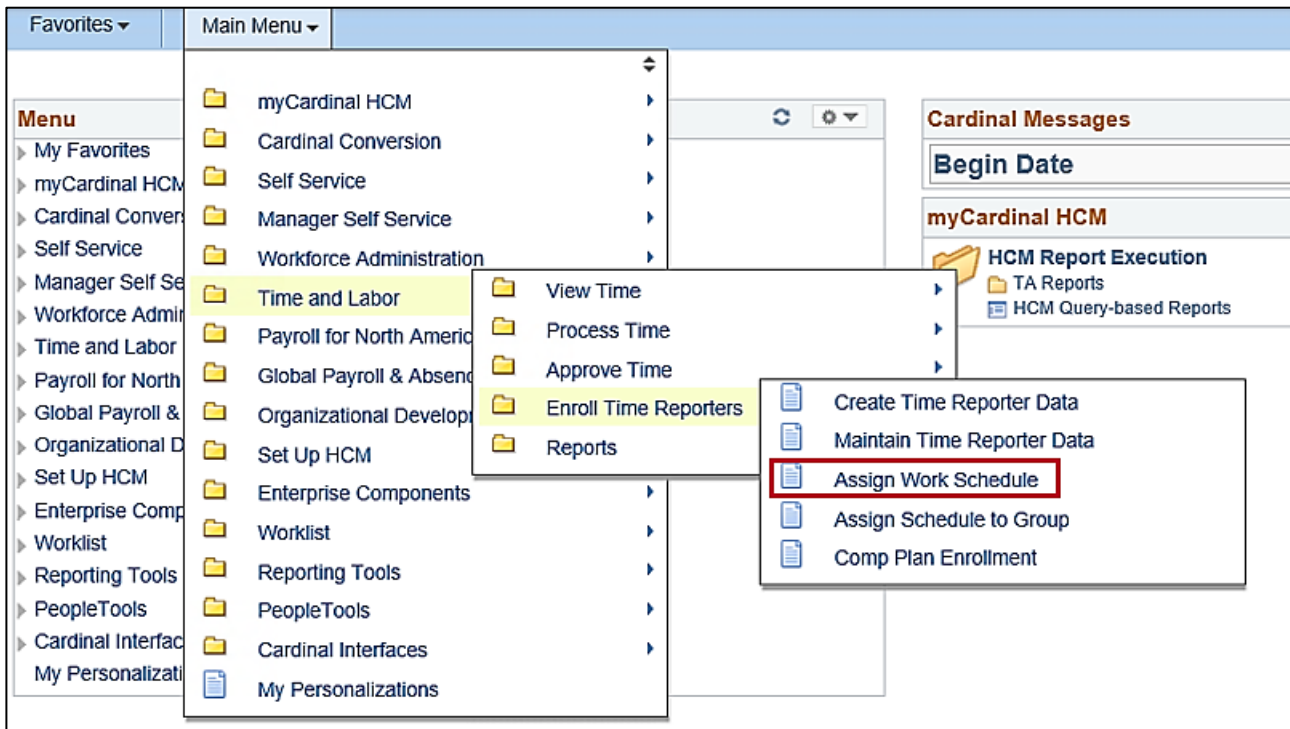 Favorites
Main Menu
Menu
My Favorites
myCardinal HCM
Cardinal Convers
Self Service
Manager Self Se
Workforce Admin
Time and Labor
Payroll for North
Global Payroll &
Organizational D
Set Up HCM
Enterprise Comp
Worklist
Reporting Tools
PeopleTools
Cardinal Interfac
My Personalizati
myCardinal HCM
Cardinal Conversion
Self Service
Manager Self Service
Workforce Administration
Time and Labor
Payroll for North Americ
Global Payroll & Absenc
Organizational Develop
Set Up HCM
Enterprise Components
Worklist
Reporting Tools
PeopleTools
Cardinal Interfaces
My Personalizations
View Time
Process Time
Approve Time
Enroll Time Reporters
Reports
Create Time Reporter Data
Maintain Time Reporter Data
Assign Work Schedule
Assign Schedule to Group
Comp Plan Enrollment
Cardinal Messages
Begin Date
myCardinal HCM
HCM Report Execution
TA Reports
HCM Query-based Reports